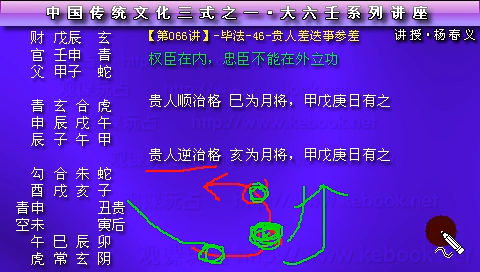 中国传统文化三式之一·大六壬系列讲座
【第066讲】-毕法-46-贵人差迭事参差
讲授·杨春义
财 戊辰 玄
官 壬申 青
父 甲子 蛇
权臣在内，忠臣不能在外立功
青 玄 合 虎
申 辰 戌 午
辰 子 午 甲
贵人顺治格 巳为月将，甲戊庚日有之
贵人逆治格 亥为月将，甲戊庚日有之
勾 合 朱 蛇
酉 戌 亥 子
青申 丑贵
空未 寅后
午 巳 辰 卯
虎 常 玄 阴